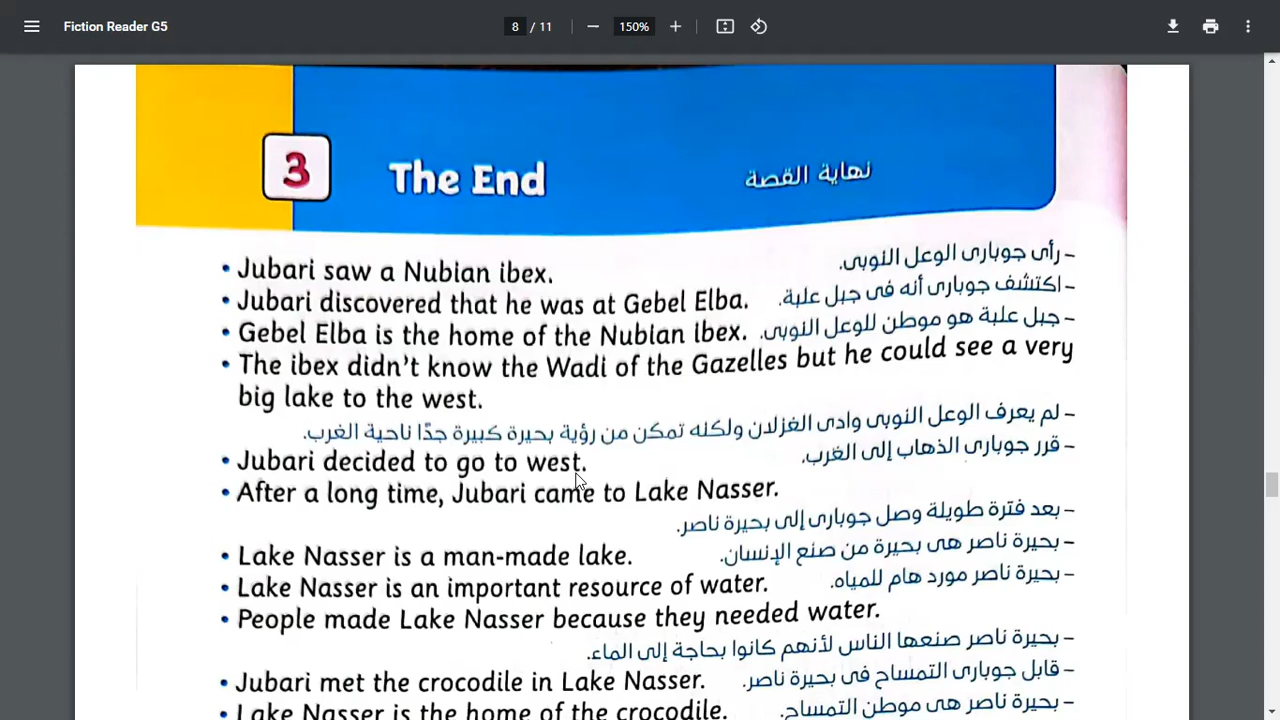 Fiction Reader G5
8 / 11
150%
3 The End نهاية القصة
• Jubari saw a Nubian ibex. - رأى جوبارى الوعل النوبى.
• Jubari discovered that he was at Gebel Elba. - اكتشف جوبارى أنه فى جبل علبة.
• Gebel Elba is the home of the Nubian ibex. - جبل علبة هو موطن للوعل النوبى.
• The ibex didn't know the Wadi of the Gazelles but he could see a very
big lake to the west.
- لم يعرف الوعل النوبى وادى الغزلان ولكنه تمكن من رؤية بحيرة كبيرة جدًا ناحية الغرب.
• Jubari decided to go to west. - قرر جوبارى الذهاب إلى الغرب.
• After a long time, Jubari came to Lake Nasser.
- بعد فترة طويلة وصل جوبارى إلى بحيرة ناصر.
• Lake Nasser is a man-made lake. - بحيرة ناصر هى بحيرة من صنع الإنسان.
• Lake Nasser is an important resource of water. - بحيرة ناصر مورد هام للمياه.
• People made Lake Nasser because they needed water.
- بحيرة ناصر صنعها الناس لأنهم كانوا بحاجة إلى الماء.
• Jubari met the crocodile in Lake Nasser. - قابل جوبارى التمساح فى بحيرة ناصر.
• Lake Nasser is the home of the crocodile. - بحيرة ناصر هى موطن التمساح.